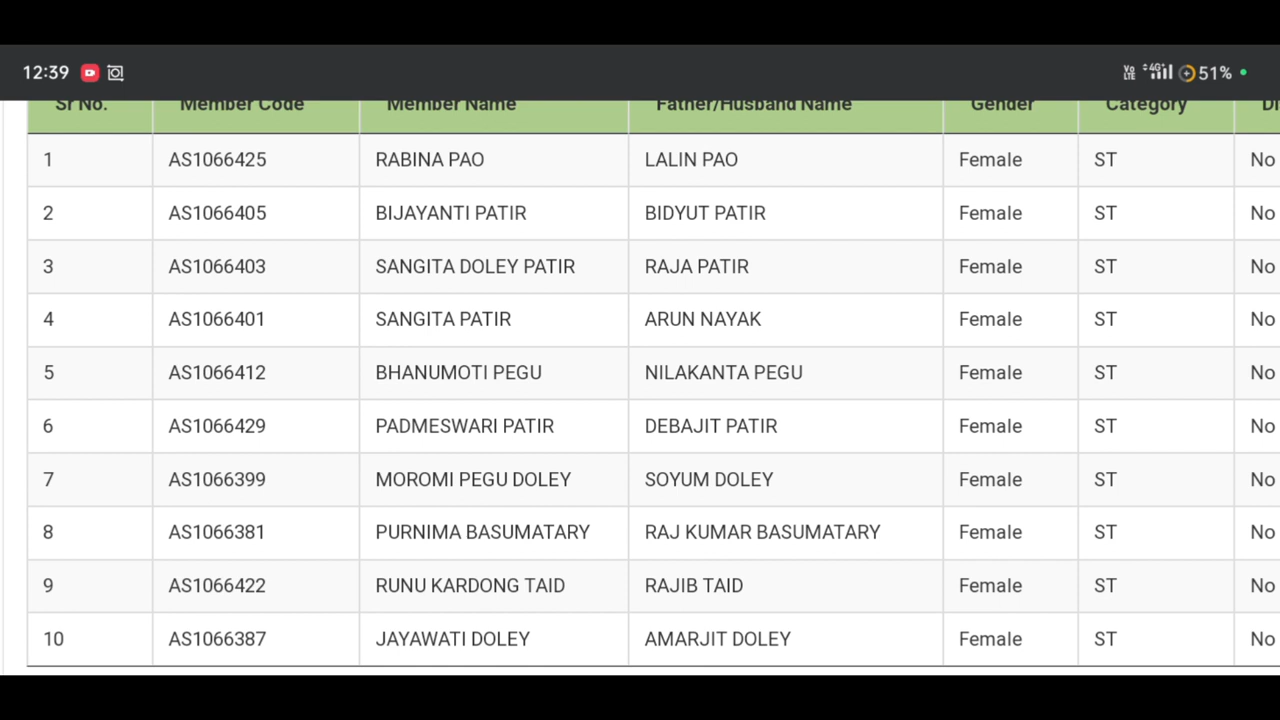 12:39 Vo LTE 4G+ 51%
Sr No. Member Code Member Name Father/Husband Name Gender Category
1 AS1066425 RABINA PAO LALIN PAO Female ST No
2 AS1066405 BIJAYANTI PATIR BIDYUT PATIR Female ST No
3 AS1066403 SANGITA DOLEY PATIR RAJA PATIR Female ST No
4 AS1066401 SANGITA PATIR ARUN NAYAK Female ST No
5 AS1066412 BHANUMOTI PEGU NILAKANTA PEGU Female ST No
6 AS1066429 PADMESWARI PATIR DEBAJIT PATIR Female ST No
7 AS1066399 MOROMI PEGU DOLEY SOYUM DOLEY Female ST No
8 AS1066381 PURNIMA BASUMATARY RAJ KUMAR BASUMATARY Female ST No
9 AS1066422 RUNU KARDONG TAID RAJIB TAID Female ST No
10 AS1066387 JAYAWATI DOLEY AMARJIT DOLEY Female ST No